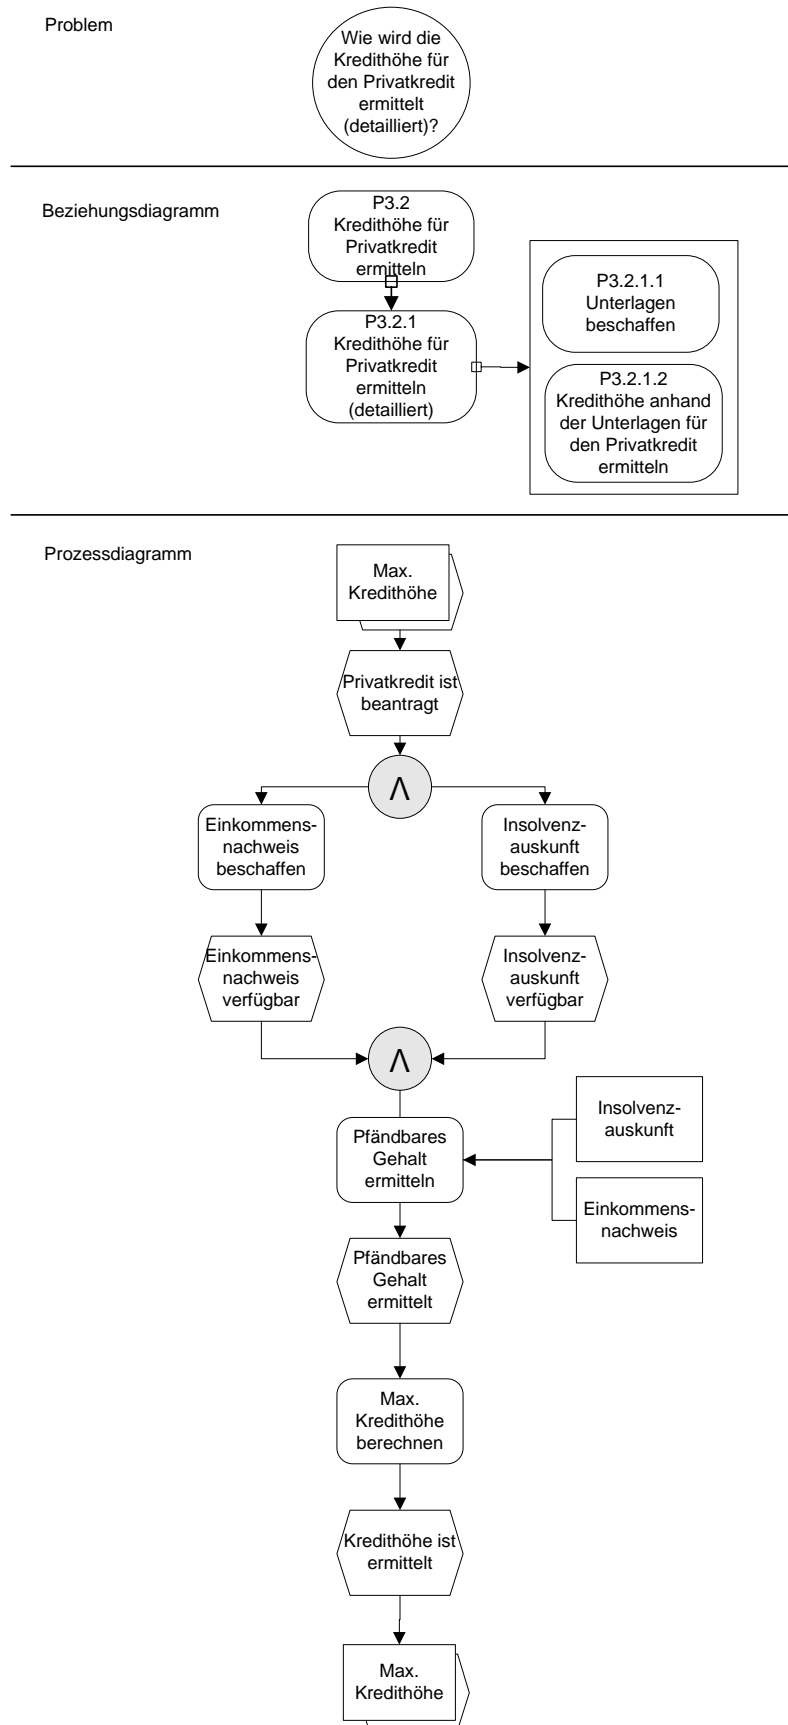 Problem
Wie wird die
Kredithöhe für
den Privatkredit
ermittelt
(detailliert)?
Beziehungsdiagramm
P3.2
Kredithöhe für
Privatkredit
ermitteln
P3.2.1
Kredithöhe für
Privatkredit
ermitteln
(detailliert)
P3.2.1.1
Unterlagen
beschaffen
P3.2.1.2
Kredithöhe anhand
der Unterlagen für
den Privatkredit
ermitteln
Prozessdiagramm
Max.
Kredithöhe
Privatkredit ist
beantragt
Λ
Einkommens-
nachweis
beschaffen
Insolvenz-
auskunft
beschaffen
Einkommens-
nachweis
verfügbar
Insolvenz-
auskunft
verfügbar
Λ
Pfändbares
Gehalt
ermitteln
Insolvenz-
auskunft
Einkommens-
nachweis
Pfändbares
Gehalt
ermittelt
Max.
Kredithöhe
berechnen
Kredithöhe ist
ermittelt
Max.
Kredithöhe